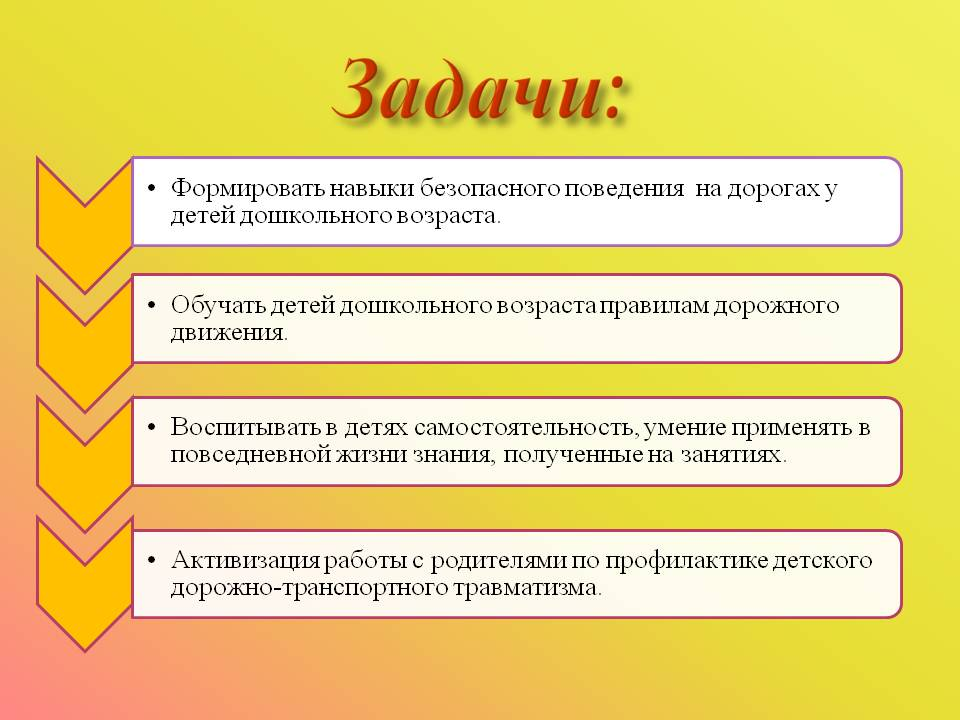 Задачи:
• Формировать навыки безопасного поведения на дорогах у
детей дошкольного возраста.
• Обучать детей дошкольного возраста правилам дорожного
движения.
• Воспитывать в детях самостоятельность, умение применять в
повседневной жизни знания, полученные на занятиях.
• Активизация работы с родителями по профилактике детского
дорожно-транспортного травматизма.